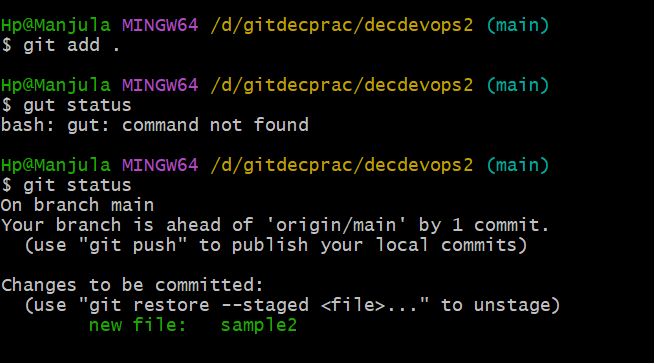 Hp@Manjula MINGW64 /d/gitdecprac/decdevops2 (main)
$ git add .
Hp@Manjula MINGW64 /d/gitdecprac/decdevops2 (main)
$ gut status
bash: gut: command not found
Hp@Manjula MINGW64 /d/gitdecprac/decdevops2 (main)
$ git status
On branch main
Your branch is ahead of 'origin/main' by 1 commit.
  (use "git push" to publish your local commits)
Changes to be committed:
  (use "git restore --staged <file>..." to unstage)
        new file:   sample2